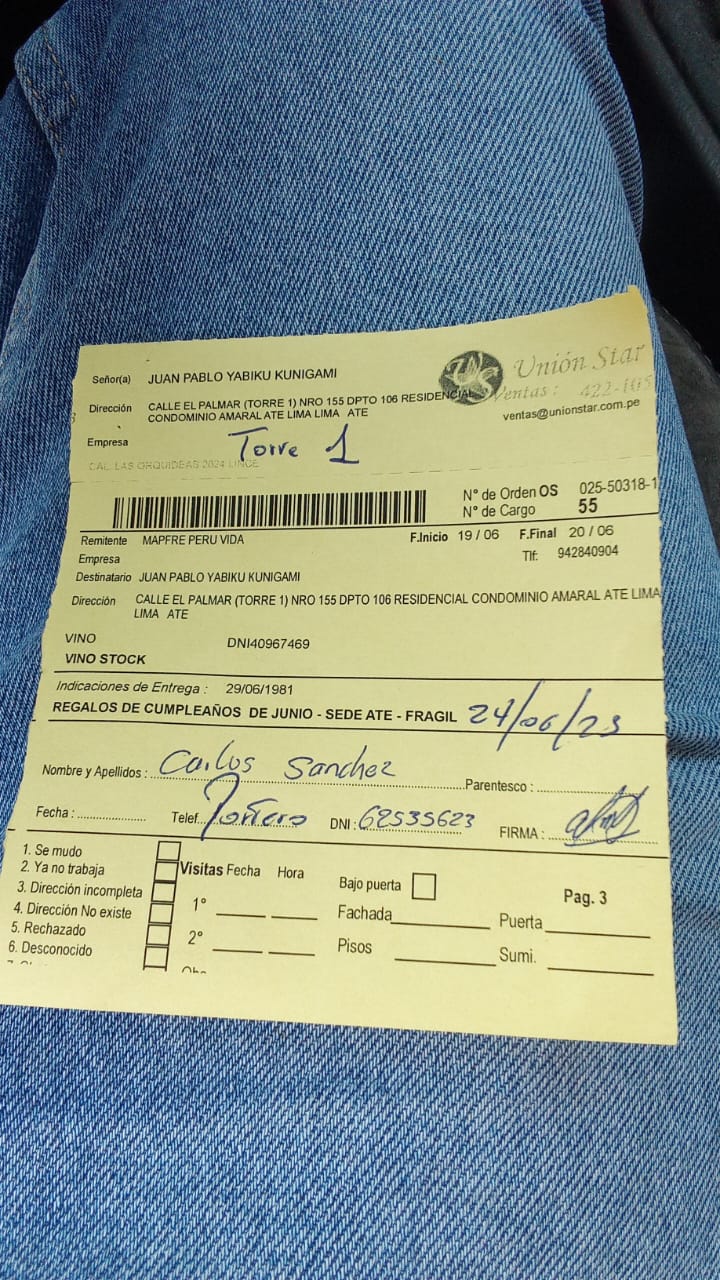 Señor(a) JUAN PABLO YABIKU KUNIGAMI
Unión Star
Dirección CALLE EL PALMAR (TORRE 1) NRO 155 DPTO 106 RESIDENCIAL
CONDOMINIO AMARAL ATE LIMA LIMA ATE
Ventas : 422-105
ventas@unionstar.com.pe
Empresa
Torre 1
CAL. LAS ORQUIDEAS 2024 LINCE
N° de Orden OS 025-50318-1
N° de Cargo 55
Remitente MAPFRE PERU VIDA F.Inicio 19 / 06 F.Final 20 / 06
Empresa Tlf: 942840904
Destinatario JUAN PABLO YABIKU KUNIGAMI
Dirección CALLE EL PALMAR (TORRE 1) NRO 155 DPTO 106 RESIDENCIAL CONDOMINIO AMARAL ATE LIMA
LIMA ATE
VINO DNI40967469
VINO STOCK
Indicaciones de Entrega : 29/06/1981
REGALOS DE CUMPLEAÑOS DE JUNIO - SEDE ATE - FRAGIL 24/06/23
Nombre y Apellidos : Carlos Sanchez Parentesco :
Fecha : Telef. Portero DNI : 62535623 FIRMA :
1. Se mudo
2. Ya no trabaja
3. Dirección incompleta
4. Dirección No existe
5. Rechazado
6. Desconocido
Visitas Fecha Hora
1°
2°
Bajo puerta
Pag. 3
Fachada Puerta
Pisos Sumi.